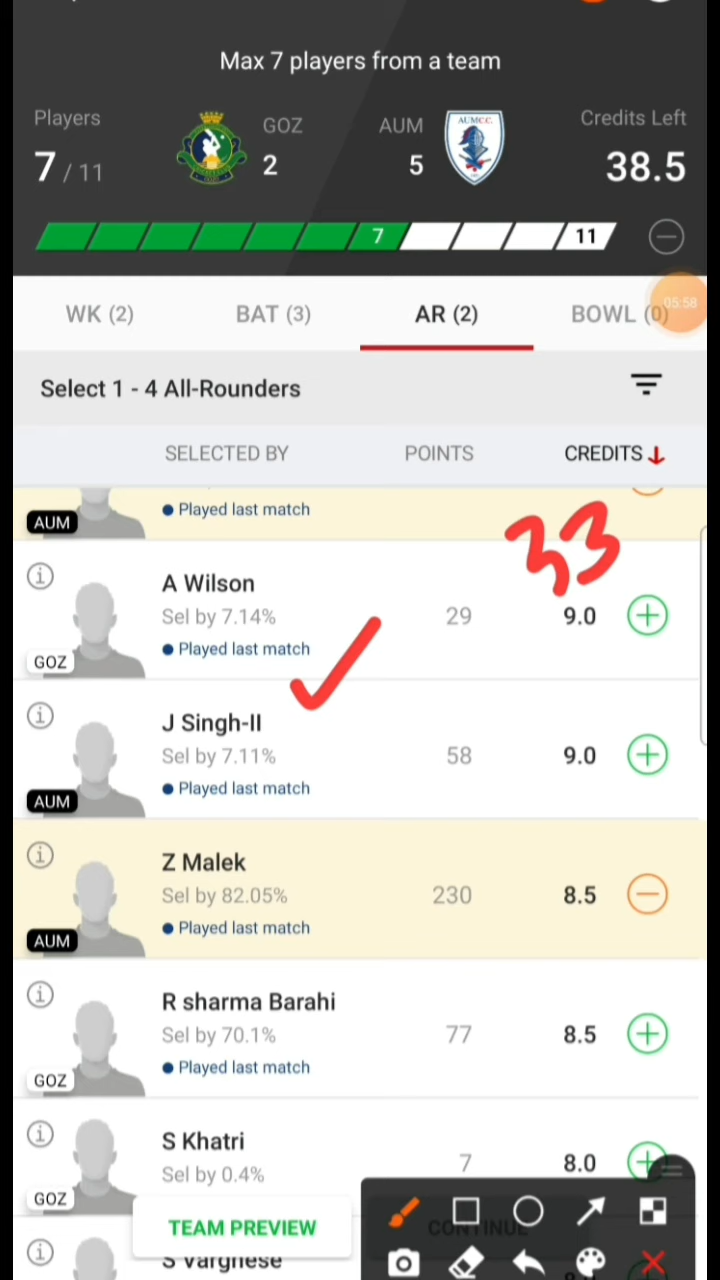 Max 7 players from a team
Players GOZ AUM AUMCC. Credits Left
7 / 11 2 5 38.5
7 11
WK (2) BAT (3) AR (2) BOWL (0)
05:58
Select 1 - 4 All-Rounders
SELECTED BY POINTS CREDITS
AUM Played last match
33
A Wilson
Sel by 7.14% 29 9.0
Played last match
GOZ
J Singh-II
Sel by 7.11% 58 9.0
Played last match
AUM
Z Malek
Sel by 82.05% 230 8.5
Played last match
AUM
R sharma Barahi
Sel by 70.1% 77 8.5
Played last match
GOZ
S Khatri
Sel by 0.4% 7 8.0
GOZ
TEAM PREVIEW CONTINUE
S Varghese